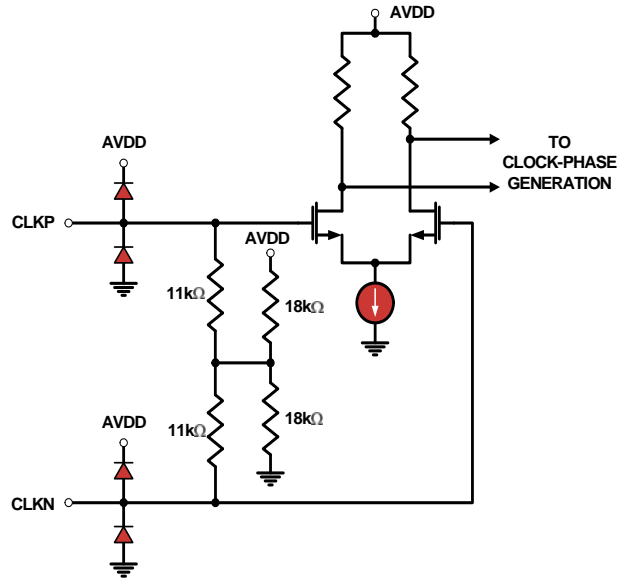 AVDD
AVDD
TO
CLOCK-PHASE
GENERATION
CLKP
AVDD
11kΩ
18kΩ
11kΩ
18kΩ
AVDD
CLKN